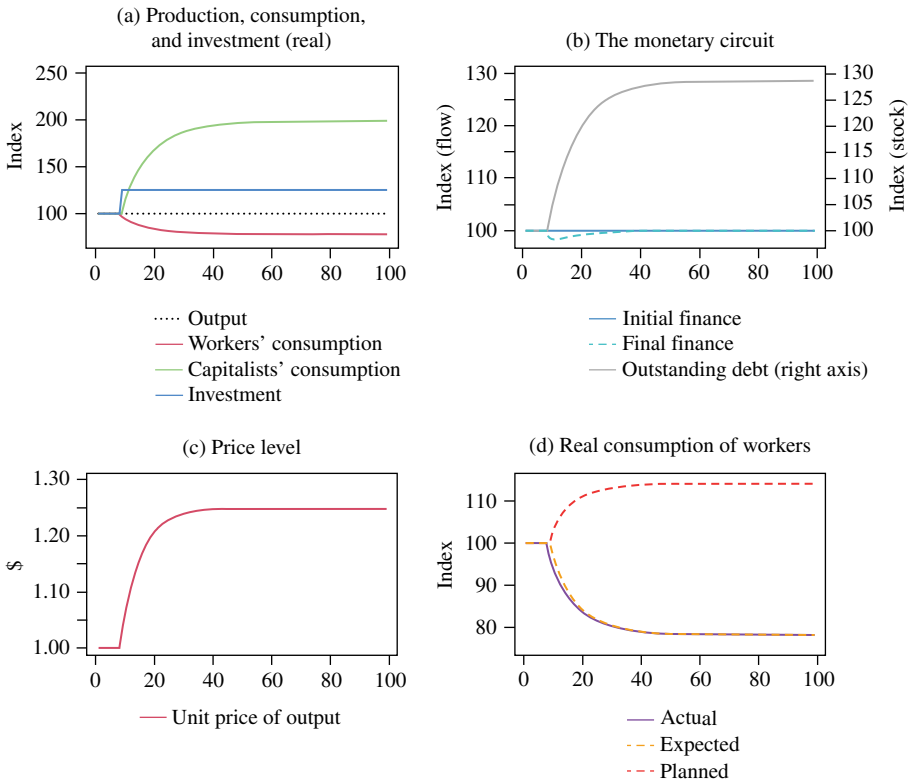 (a) Production, consumption,
and investment (real)
250
200
150
100
Index
0 20 40 60 80 100
Output
Workers’ consumption
Capitalists’ consumption
Investment
(b) The monetary circuit
130
120
110
100
Index (flow)
130
125
120
115
110
105
100
Index (stock)
0 20 40 60 80 100
Initial finance
Final finance
Outstanding debt (right axis)
(c) Price level
1.30
1.20
1.10
1.00
$
0 20 40 60 80 100
Unit price of output
(d) Real consumption of workers
110
100
90
80
Index
0 20 40 60 80 100
Actual
Expected
Planned